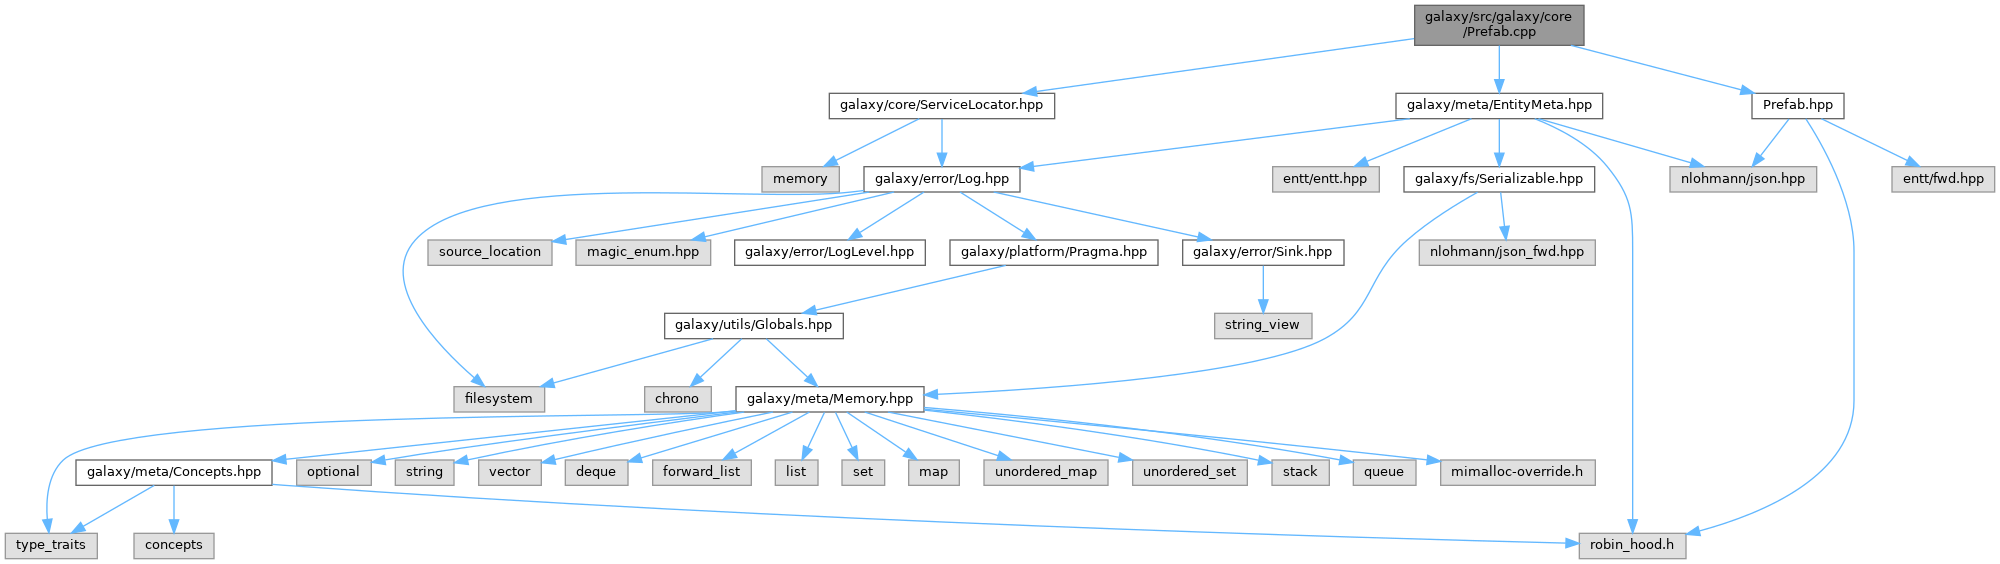 galaxy/src/galaxy/core
/Prefab.cpp
galaxy/core/ServiceLocator.hpp
galaxy/meta/EntityMeta.hpp
Prefab.hpp
memory
galaxy/error/Log.hpp
entt/entt.hpp
galaxy/fs/Serializable.hpp
nlohmann/json.hpp
entt/fwd.hpp
source_location
magic_enum.hpp
galaxy/error/LogLevel.hpp
galaxy/platform/Pragma.hpp
galaxy/error/Sink.hpp
nlohmann/json_fwd.hpp
galaxy/utils/Globals.hpp
string_view
filesystem
chrono
galaxy/meta/Memory.hpp
galaxy/meta/Concepts.hpp
optional
string
vector
deque
forward_list
list
set
map
unordered_map
unordered_set
stack
queue
mimalloc-override.h
type_traits
concepts
robin_hood.h